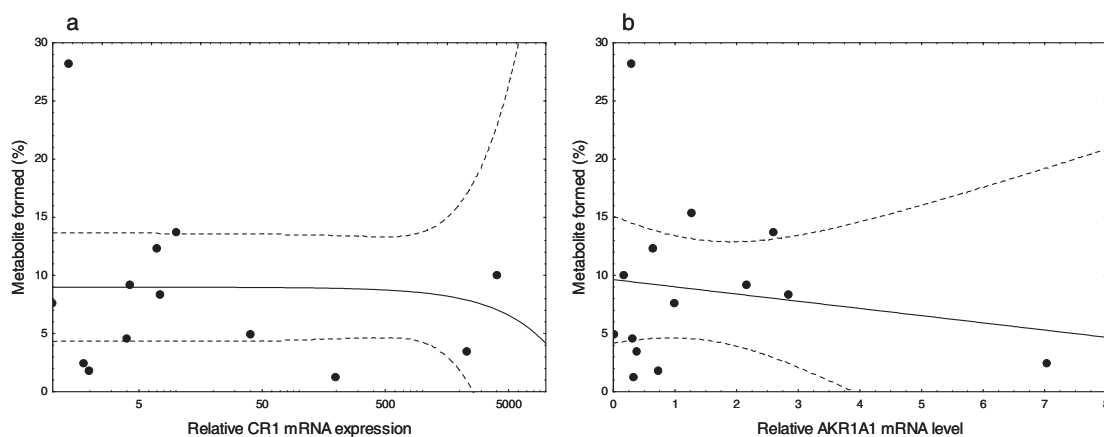 a
30
25
20
15
10
5
0
Metabolite formed (%)
5 50 500 5000
Relative CR1 mRNA expression
b
30
25
20
15
10
5
0
Metabolite formed (%)
0 1 2 3 4 5 6 7 8
Relative AKR1A1 mRNA level